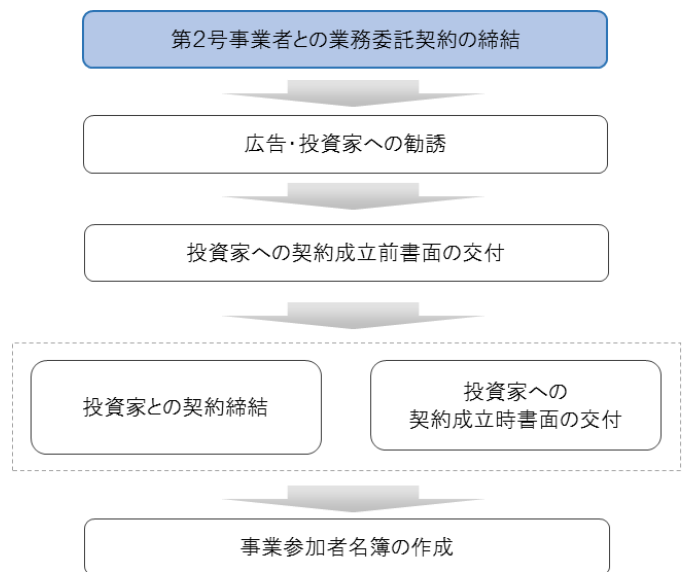 第2号事業者との業務委託契約の締結
広告・投資家への勧誘
投資家への契約成立前書面の交付
投資家との契約締結
投資家への
契約成立時書面の交付
事業参加者名簿の作成